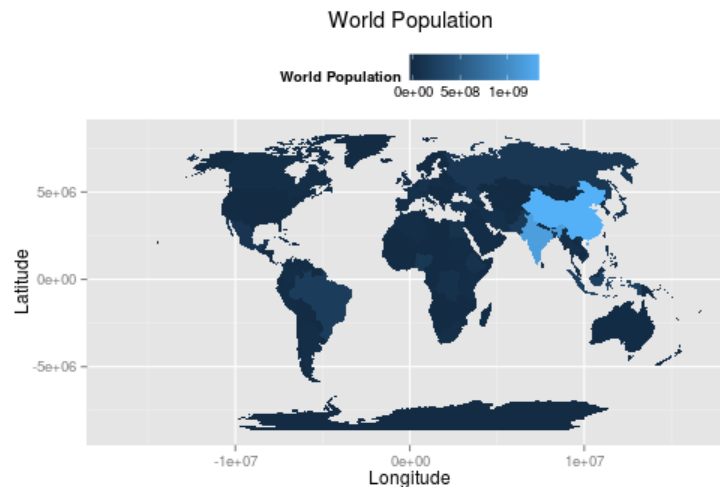 World Population
World Population
0e+00 5e+08 1e+09
Latitude
5e+06
0e+00
-5e+06
-1e+07 0e+00 1e+07
Longitude